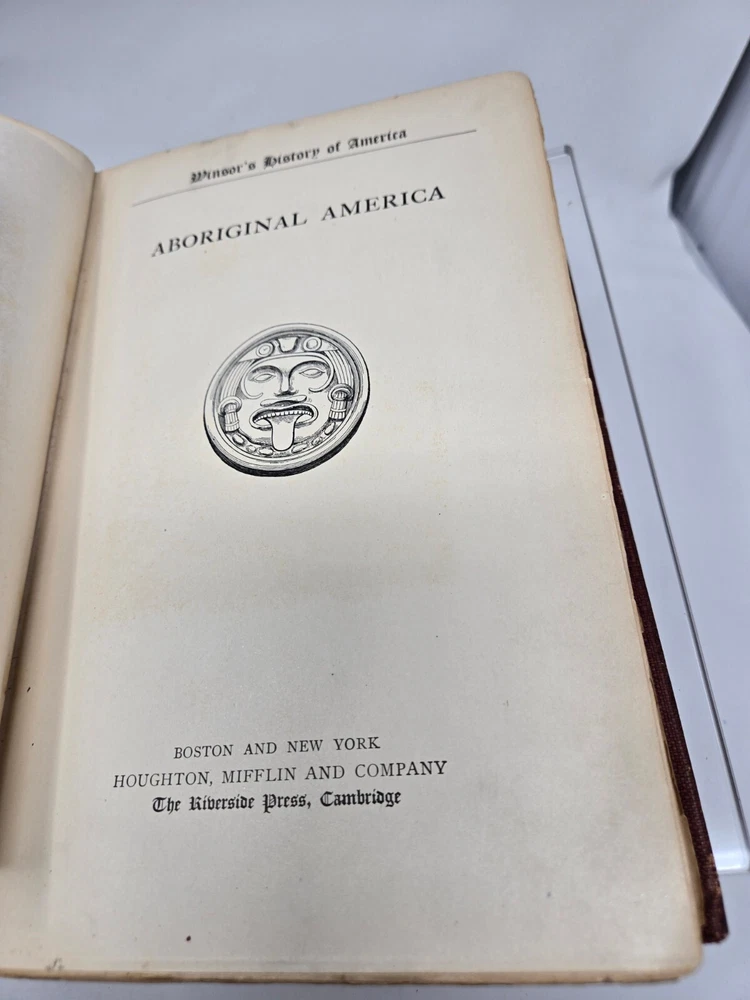 Winsor's History of America
ABORIGINAL AMERICA
BOSTON AND NEW YORK
HOUGHTON, MIFFLIN AND COMPANY
The Riverside Press, Cambridge